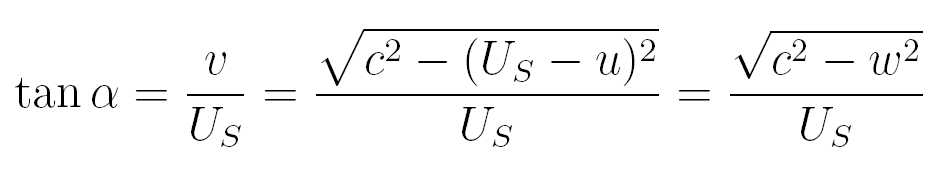 tan α = v/U_S = √(c² − (U_S − u)²)/U_S = √(c² − w²)/U_S